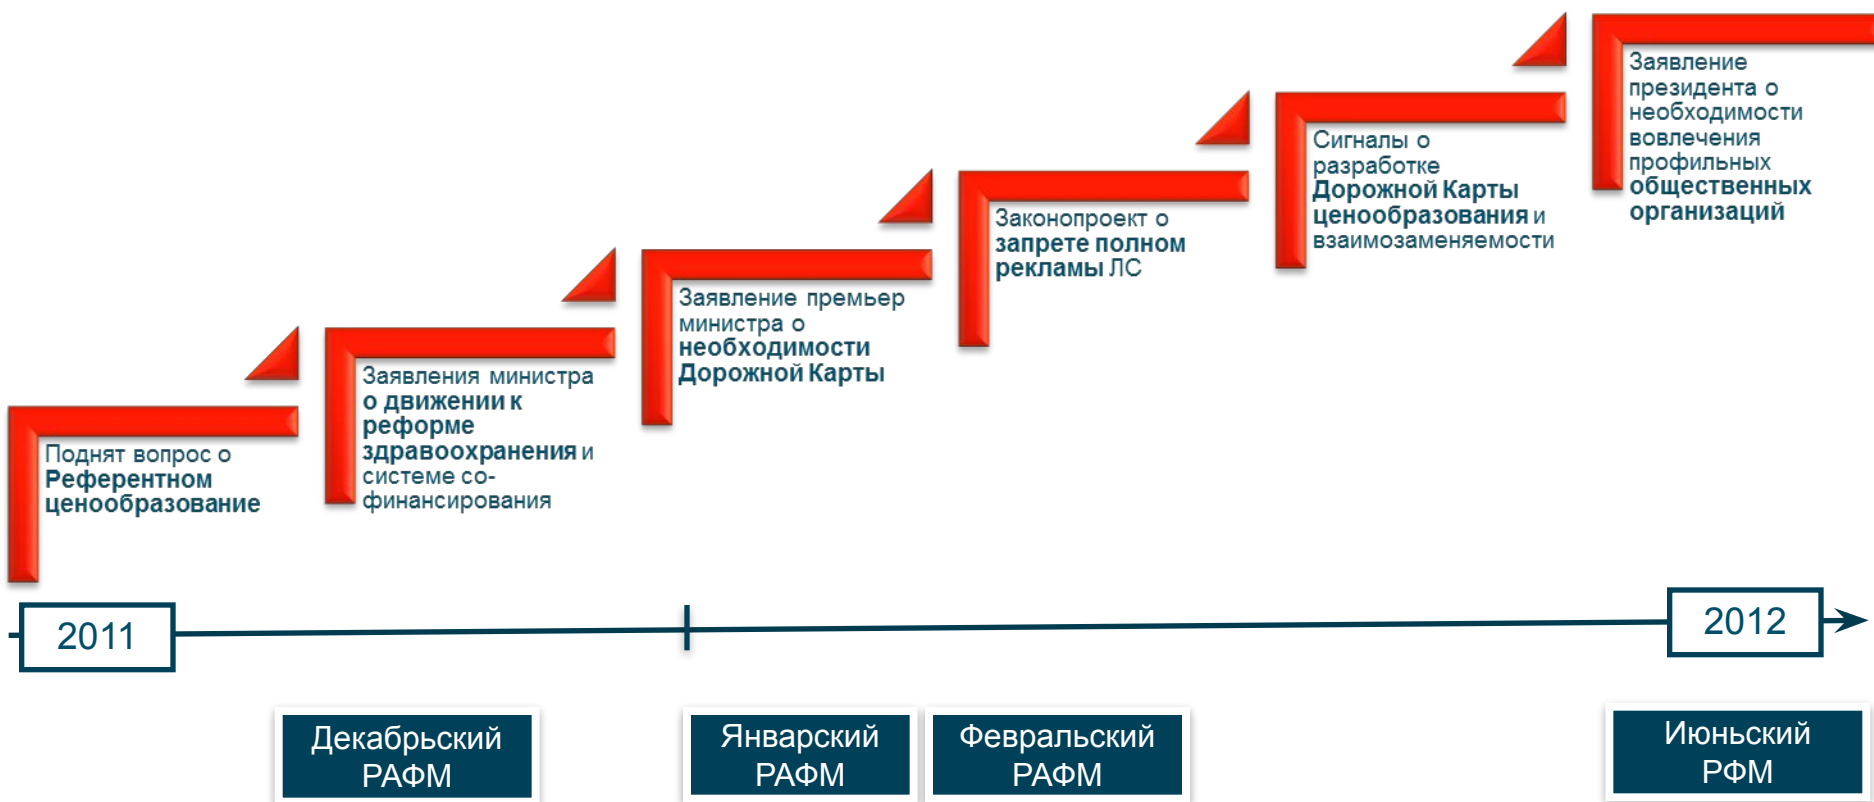 Поднят вопрос о
Референтном
ценообразование
Заявления министра
о движении к
реформе
здравоохранения и
системе со-
финансирования
Заявление премьер
министра о
необходимости
Дорожной Карты
Законопроект о
запрете полном
рекламы ЛС
Сигналы о
разработке
Дорожной Карты
ценообразования и
взаимозаменяемости
Заявление
президента о
необходимости
вовлечения
профильных
общественных
организаций
2011
2012
Декабрьский
РАФМ
Январский
РАФМ
Февральский
РАФМ
Июньский
РФМ